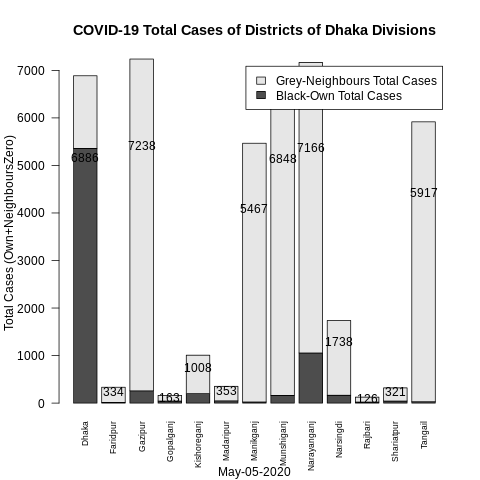 COVID-19 Total Cases of Districts of Dhaka Divisions
Grey-Neighbours Total Cases
Black-Own Total Cases
Total Cases (Own+NeighboursZero)
7000
6000
5000
4000
3000
2000
1000
0
6886
334
7238
163
1008
353
5467
6848
7166
1738
126
321
5917
Dhaka
Faridpur
Gazipur
Gopalganj
Kishoreganj
Madaripur
Manikganj
Munshiganj
Narayanganj
Narsingdi
Rajbari
Shariatpur
Tangail
May-05-2020